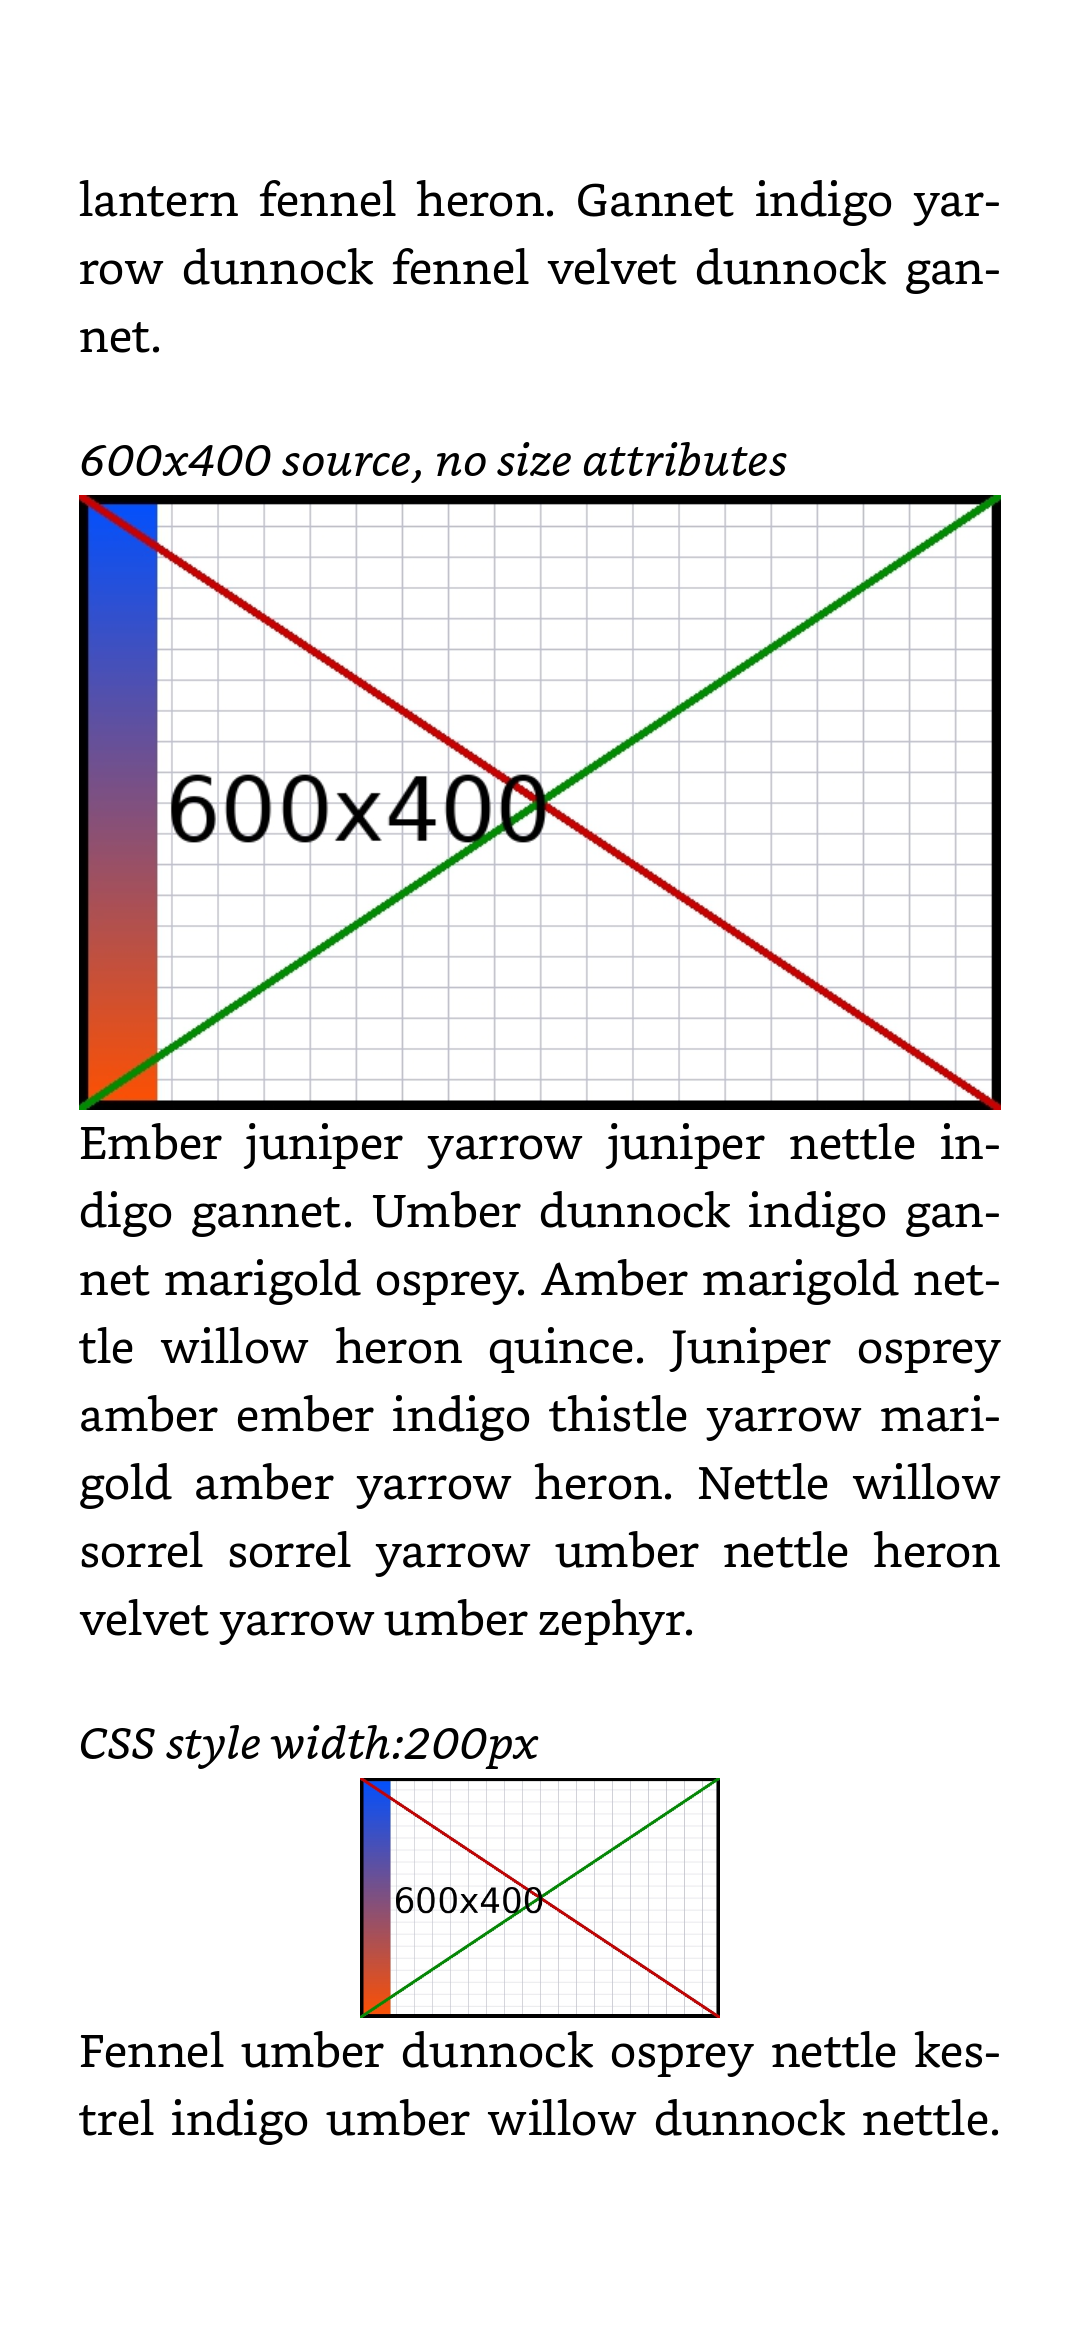 lantern fennel heron. Gannet indigo yar-
row dunnock fennel velvet dunnock gan-
net.
600x400 source, no size attributes
600x400
Ember juniper yarrow juniper nettle in-
digo gannet. Umber dunnock indigo gan-
net marigold osprey. Amber marigold net-
tle willow heron quince. Juniper osprey
amber ember indigo thistle yarrow mari-
gold amber yarrow heron. Nettle willow
sorrel sorrel yarrow umber nettle heron
velvet yarrow umber zephyr.
CSS style width:200px
600x400
Fennel umber dunnock osprey nettle kes-
trel indigo umber willow dunnock nettle.